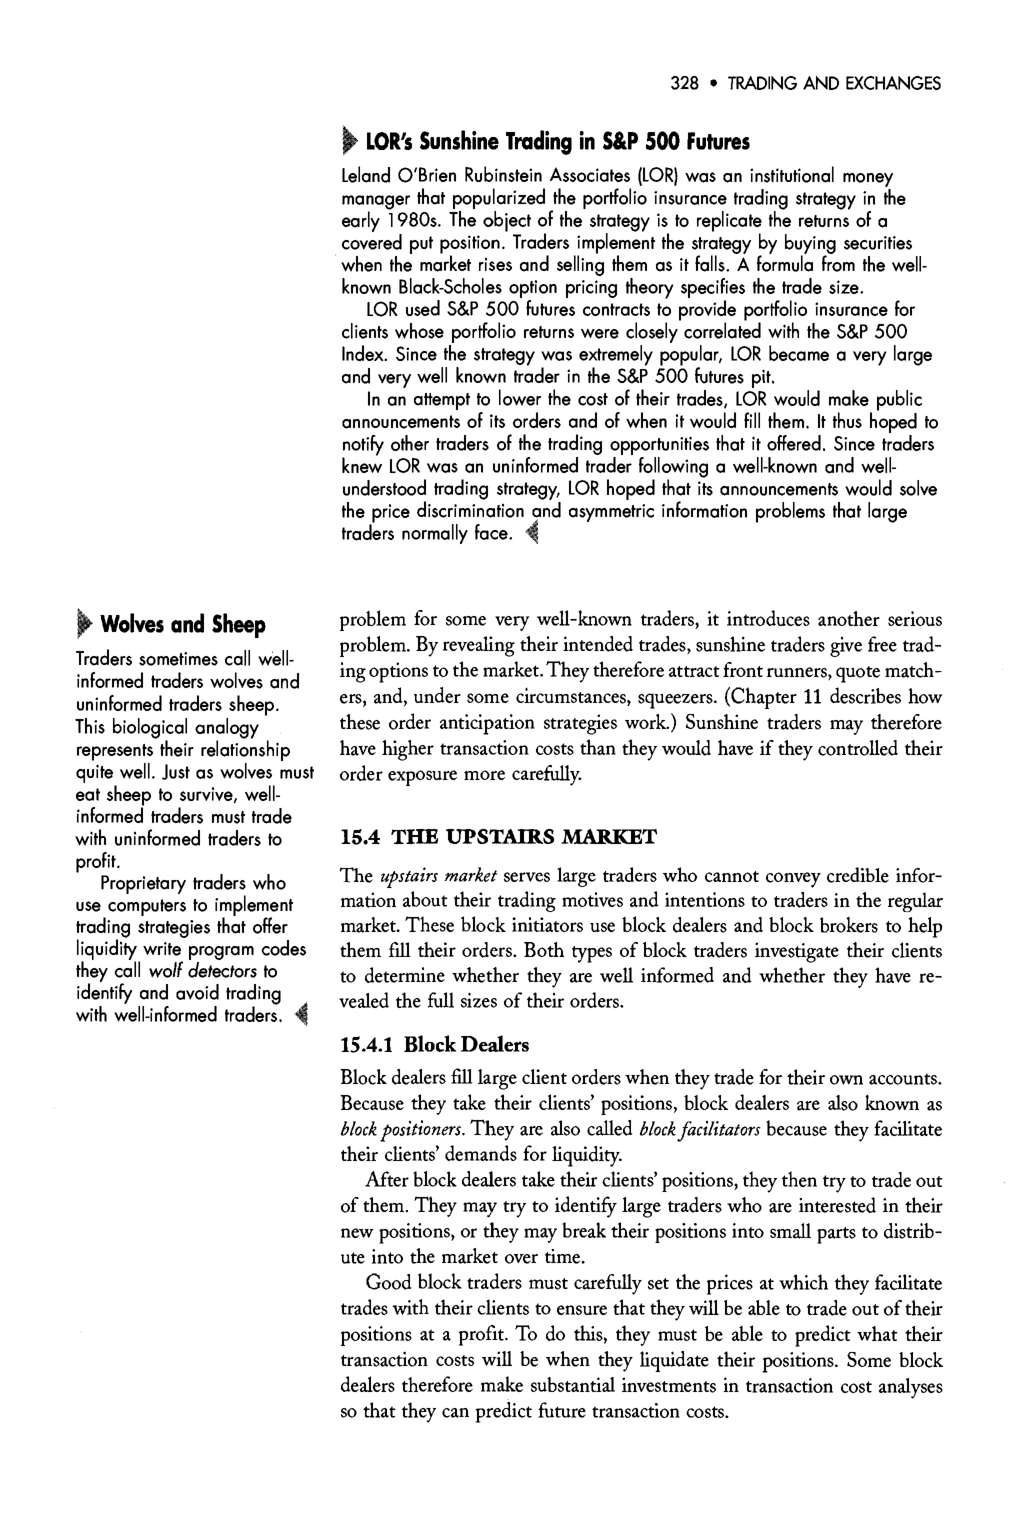 328 • TRADING AND EXCHANGES
LOR's Sunshine Trading in S&P 500 Futures
Leland O'Brien Rubinstein Associates (LOR) was an institutional money
manager that popularized the portfolio insurance trading strategy in the
early 1980s. The object of the strategy is to replicate the returns of a
covered put position. Traders implement the strategy by buying securities
when the market rises and selling them as it falls. A formula from the well-
known Black-Scholes option pricing theory specifies the trade size.
LOR used S&P 500 futures contracts to provide portfolio insurance for
clients whose portfolio returns were closely correlated with the S&P 500
Index. Since the strategy was extremely popular, LOR became a very large
and very well known trader in the S&P 500 futures pit.
In an attempt to lower the cost of their trades, LOR would make public
announcements of its orders and of when it would fill them. It thus hoped to
notify other traders of the trading opportunities that it offered. Since traders
knew LOR was an uninformed trader following a well-known and well-
understood trading strategy, LOR hoped that its announcements would solve
the price discrimination and asymmetric information problems that large
traders normally face.
Wolves and Sheep
Traders sometimes call well-
informed traders wolves and
uninformed traders sheep.
This biological analogy
represents their relationship
quite well. Just as wolves must
eat sheep to survive, well-
informed traders must trade
with uninformed traders to
profit.
Proprietary traders who
use computers to implement
trading strategies that offer
liquidity write program codes
they call wolf detectors to
identify and avoid trading
with well-informed traders.
problem for some very well-known traders, it introduces another serious
problem. By revealing their intended trades, sunshine traders give free trad-
ing options to the market. They therefore attract front runners, quote match-
ers, and, under some circumstances, squeezers. (Chapter 11 describes how
these order anticipation strategies work.) Sunshine traders may therefore
have higher transaction costs than they would have if they controlled their
order exposure more carefully.
15.4 THE UPSTAIRS MARKET
The upstairs market serves large traders who cannot convey credible infor-
mation about their trading motives and intentions to traders in the regular
market. These block initiators use block dealers and block brokers to help
them fill their orders. Both types of block traders investigate their clients
to determine whether they are well informed and whether they have re-
vealed the full sizes of their orders.
15.4.1 Block Dealers
Block dealers fill large client orders when they trade for their own accounts.
Because they take their clients' positions, block dealers are also known as
block positioners. They are also called block facilitators because they facilitate
their clients' demands for liquidity.
After block dealers take their clients' positions, they then try to trade out
of them. They may try to identify large traders who are interested in their
new positions, or they may break their positions into small parts to distrib-
ute into the market over time.
Good block traders must carefully set the prices at which they facilitate
trades with their clients to ensure that they will be able to trade out of their
positions at a profit. To do this, they must be able to predict what their
transaction costs will be when they liquidate their positions. Some block
dealers therefore make substantial investments in transaction cost analyses
so that they can predict future transaction costs.